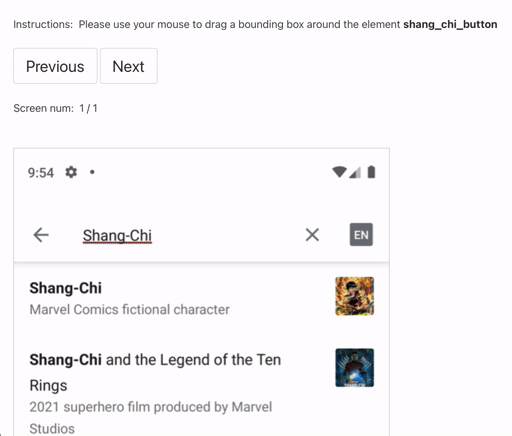 Instructions: Please use your mouse to drag a bounding box around the element shang_chi_button
Previous Next
Screen num: 1 / 1
9:54
Shang-Chi EN
Shang-Chi
Marvel Comics fictional character
Shang-Chi and the Legend of the Ten
Rings
2021 superhero film produced by Marvel
Studios